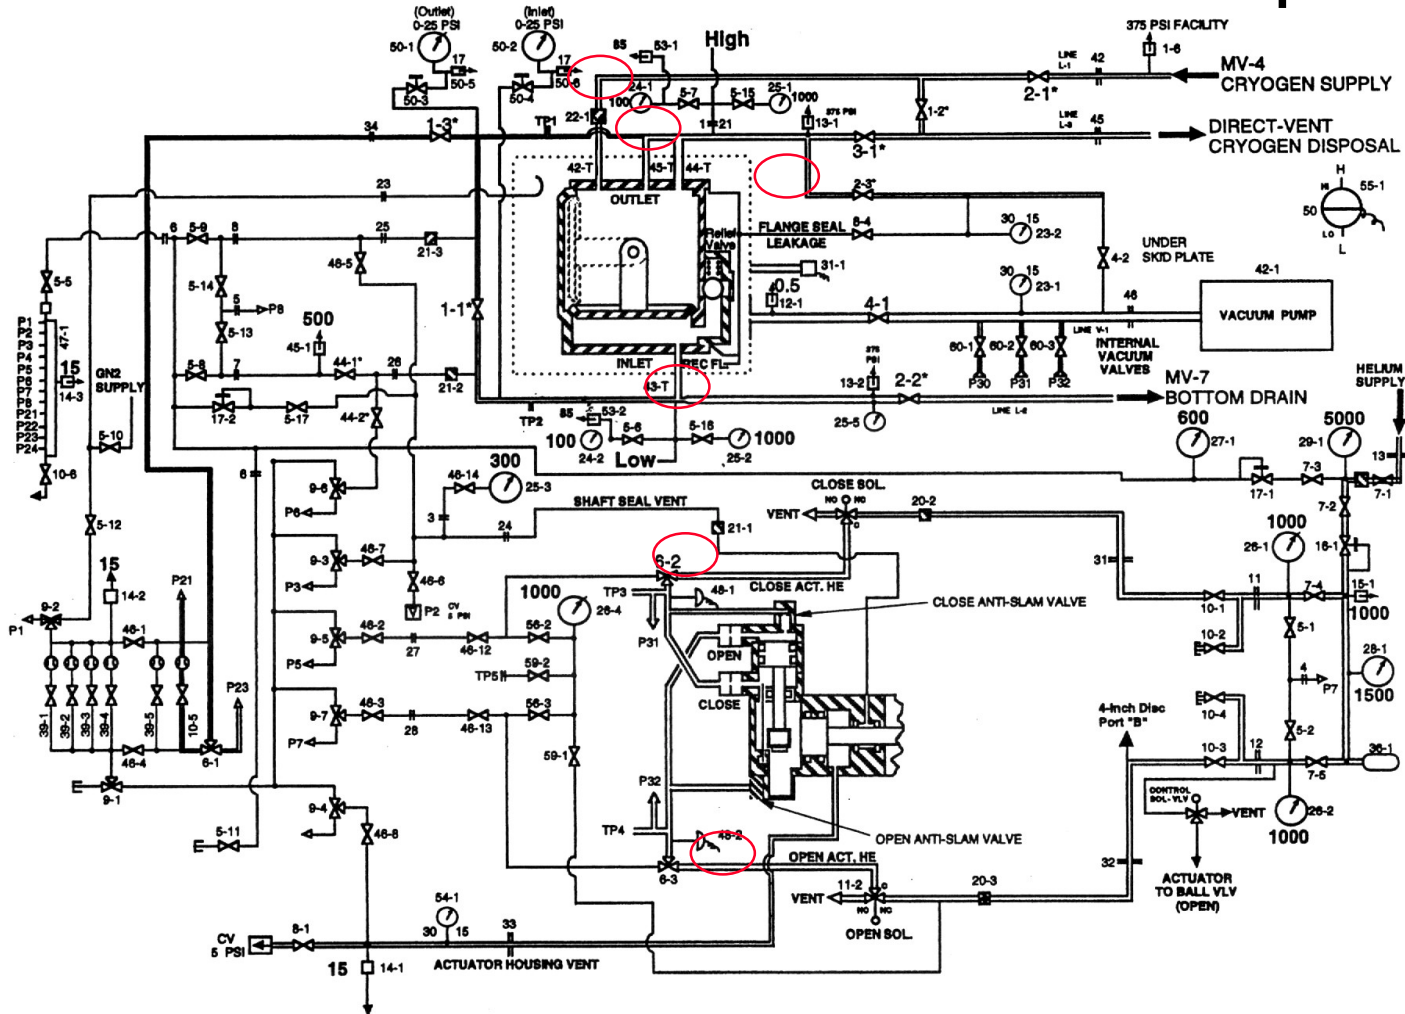 (Outlet)
0-25 PSI
50-1
17
50-5
50-3
(Inlet)
0-25 PSI
50-2
17
50-6
50-4
85
53-1
High
24-1
100
5-7
5-15
25-1
1000
22-1
1
21
375 PSI FACILITY
1-6
LINE
L-1
42
2-1*
MV-4
CRYOGEN SUPPLY
1-2*
375 PSI
13-1
3-1*
LINE
L-3
45
DIRECT-VENT
CRYOGEN DISPOSAL
34
1-3*
TP1
42-T
45-T
44-T
OUTLET
23
2-3*
H
HI
55-1
50
LO
L
6
5-9
8
25
21-3
46-5
Relief
Valve
FLANGE SEAL
LEAKAGE
8-4
30
15
23-2
4-2
UNDER
SKID PLATE
5-5
5-14
5
P8
5-13
1-1*
31-1
0.5
12-1
30
15
23-1
4-1
46
42-1
VACUUM PUMP
LINE V-1
INTERNAL
VACUUM
VALVES
60-1
60-2
60-3
P30
P31
P32
500
45-1
P1
P2
P3
P4
P5
P6
P7
P8
P21
P22
P23
P24
47-1
15
14-3
GN2
SUPPLY
5-8
7
44-1*
26
21-2
INLET
REC FL
43-T
375
PSI
13-2
2-2*
MV-7
BOTTOM DRAIN
LINE L-2
HELIUM
SUPPLY
17-2
5-17
44-2*
TP2
85
53-2
100
24-2
5-6
5-16
1000
25-2
Low
25-5
600
27-1
5000
29-1
13
5-10
10-6
6
9-6
P6
46-14
300
25-3
3
24
SHAFT SEAL VENT
21-1
CLOSE SOL.
NO
NC
C
VENT
20-2
17-1
7-3
7-1
7-2
5-12
15
14-2
P21
9-3
P3
46-7
46-6
P2
CV
5 PSI
6-2
CLOSE ACT. HE
31
1000
26-1
16-1
11
7-4
15-1
1000
10-1
9-2
P1
46-1
9-5
P5
46-2
27
46-12
56-2
1000
26-4
TP3
P31
48-1
CLOSE ANTI-SLAM VALVE
OPEN
10-2
5-1
28-1
1500
4
P7
TP5
59-2
CLOSE
39-1
39-2
39-3
39-4
39-5
10-5
P23
6-1
46-4
9-7
P7
46-3
28
46-13
56-3
59-1
4-Inch Disc
Port "B"
10-4
5-2
10-3
12
7-5
36-1
9-1
9-4
46-8
5-11
P32
TP4
48-2
OPEN ANTI-SLAM VALVE
OPEN ACT. HE
6-3
CONTROL
SOL-VLV
VENT
26-2
1000
32
ACTUATOR
TO BALL VLV
(OPEN)
VENT
11-2
NO
NC
OPEN SOL.
20-3
CV
5 PSI
8-1
54-1
30
15
33
ACTUATOR HOUSING VENT
15
14-1